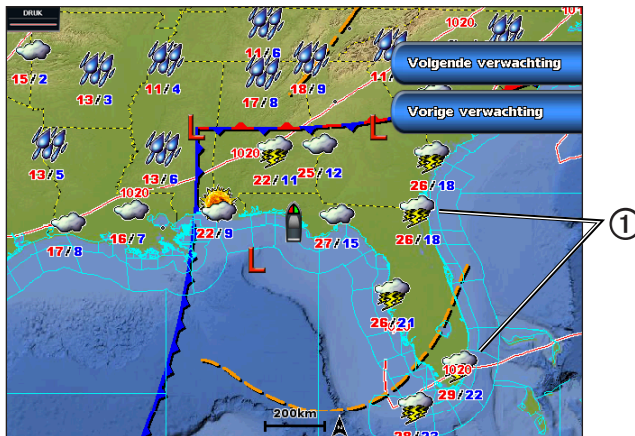 DRUK
1020
11/6
15/2
13/3
11/4
17/8
18/9
Volgende verwachting
Vorige verwachting
L
L
1020
13/5
13/6
22/11
25/12
26/18
1020
17/8
16/7
22/9
27/15
26/18
①
L
26/21
1020
29/22
200km
N